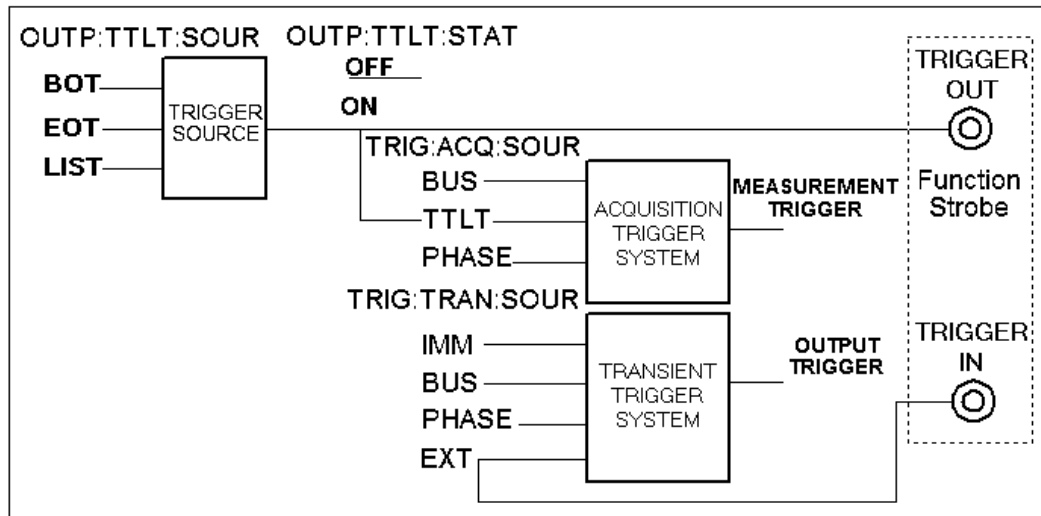 OUTP:TTLT:SOUR
OUTP:TTLT:STAT
OFF
ON
BOT
EOT
LIST
TRIGGER
SOURCE
TRIGGER
OUT
Function
Strobe
TRIG:ACQ:SOUR
BUS
TTLT
PHASE
ACQUISITION
TRIGGER
SYSTEM
MEASUREMENT
TRIGGER
TRIG:TRAN:SOUR
IMM
BUS
PHASE
EXT
TRANSIENT
TRIGGER
SYSTEM
OUTPUT
TRIGGER
TRIGGER
IN